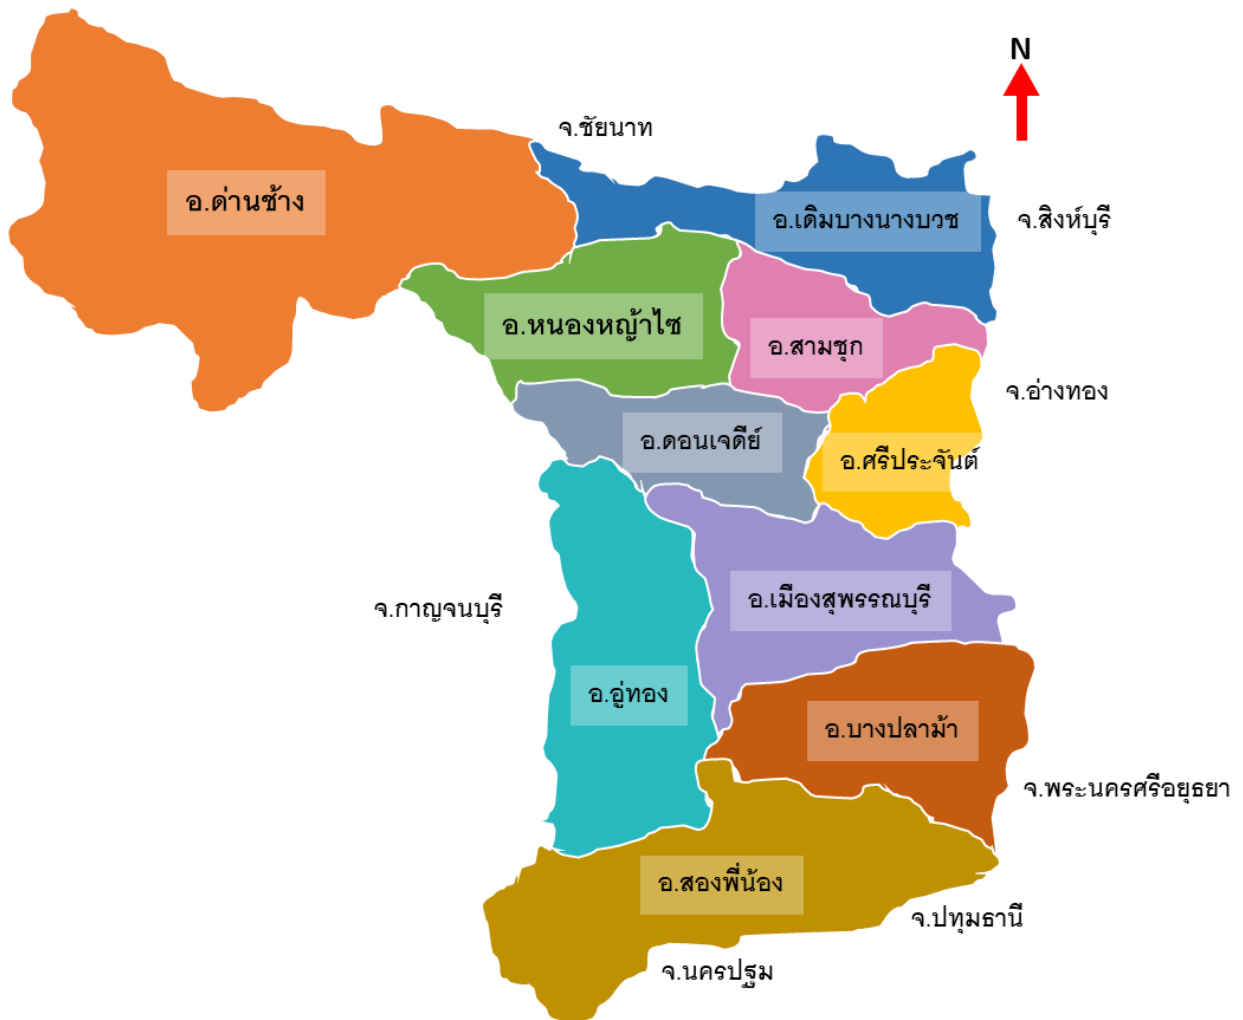 N
จ.ชัยนาท
อ.ด่านช้าง
อ.เดิมบางนางบวช
จ.สิงห์บุรี
อ.หนองหญ้าไซ
อ.สามชุก
จ.อ่างทอง
อ.ดอนเจดีย์
อ.ศรีประจันต์
อ.เมืองสุพรรณบุรี
จ.กาญจนบุรี
อ.อู่ทอง
อ.บางปลาม้า
จ.พระนครศรีอยุธยา
อ.สองพี่น้อง
จ.ปทุมธานี
จ.นครปฐม